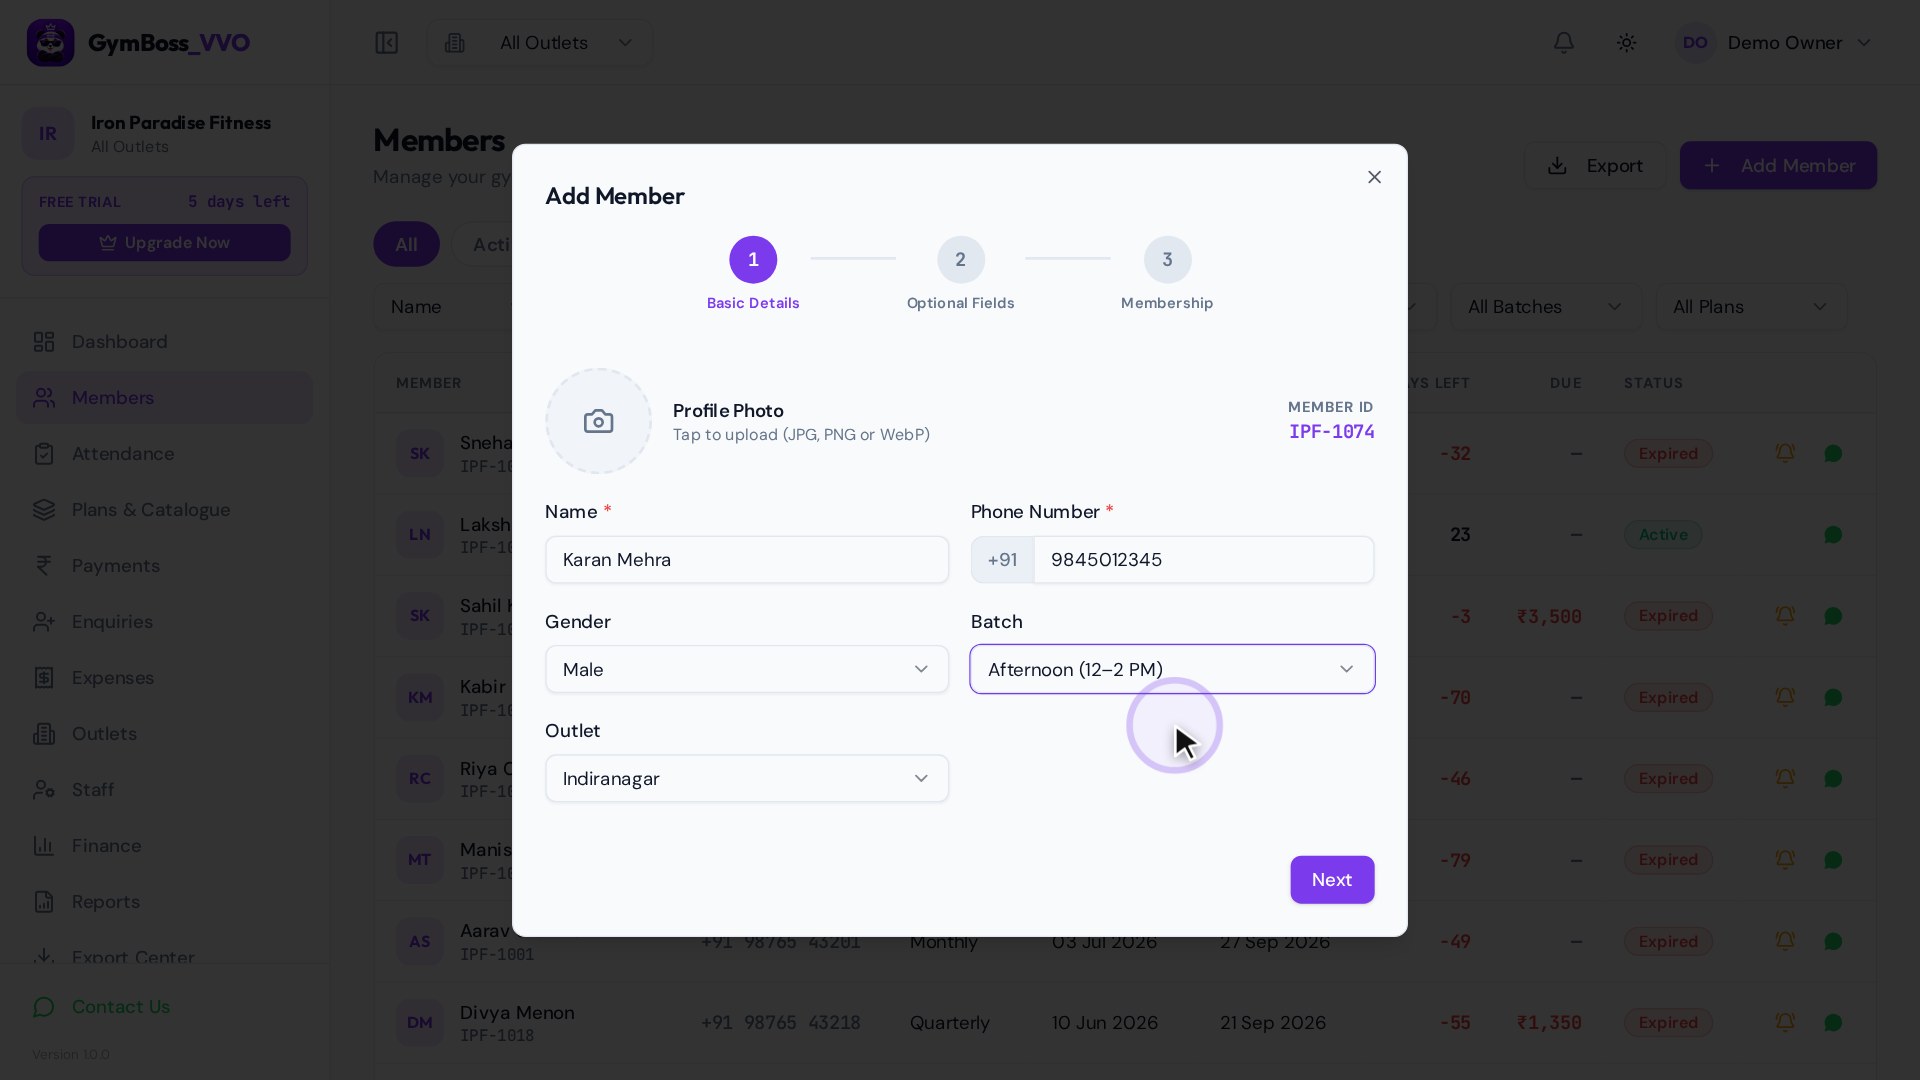 GymBoss_VVO
All Outlets
DO Demo Owner
IR
Iron Paradise Fitness
All Outlets
FREE TRIAL 5 days left
Upgrade Now
Dashboard
Members
Attendance
Plans & Catalogue
Payments
Enquiries
Expenses
Outlets
Staff
Finance
Reports
Export Center
Contact Us
Version 1.0.0
Members
Manage your gy
Export
Add Member
All
Acti
Name
All Batches
All Plans
MEMBER
LEFT DUE STATUS
SK
-32 — Expired
LN
23 — Active
SK Sahil
-3 ₹3,500 Expired
KM Kabir
-70 — Expired
RC Riya
-46 — Expired
MT
-79 — Expired
AS Aarav +91 98765 43201 Monthly 03 Jul 2026 27 Sep 2026 -49 — Expired
IPF-1001
DM Divya Menon +91 98765 43218 Quarterly 10 Jun 2026 21 Sep 2026 -55 ₹1,350 Expired
IPF-1018
Add Member
1 2 3
Basic Details Optional Fields Membership
Profile Photo
Tap to upload (JPG, PNG or WebP)
MEMBER ID
IPF-1074
Name * Phone Number *
Karan Mehra +91 9845012345
Gender Batch
Male Afternoon (12–2 PM)
Outlet
Indiranagar
Next